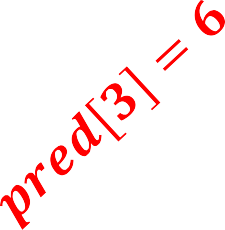 pred[3] = 6